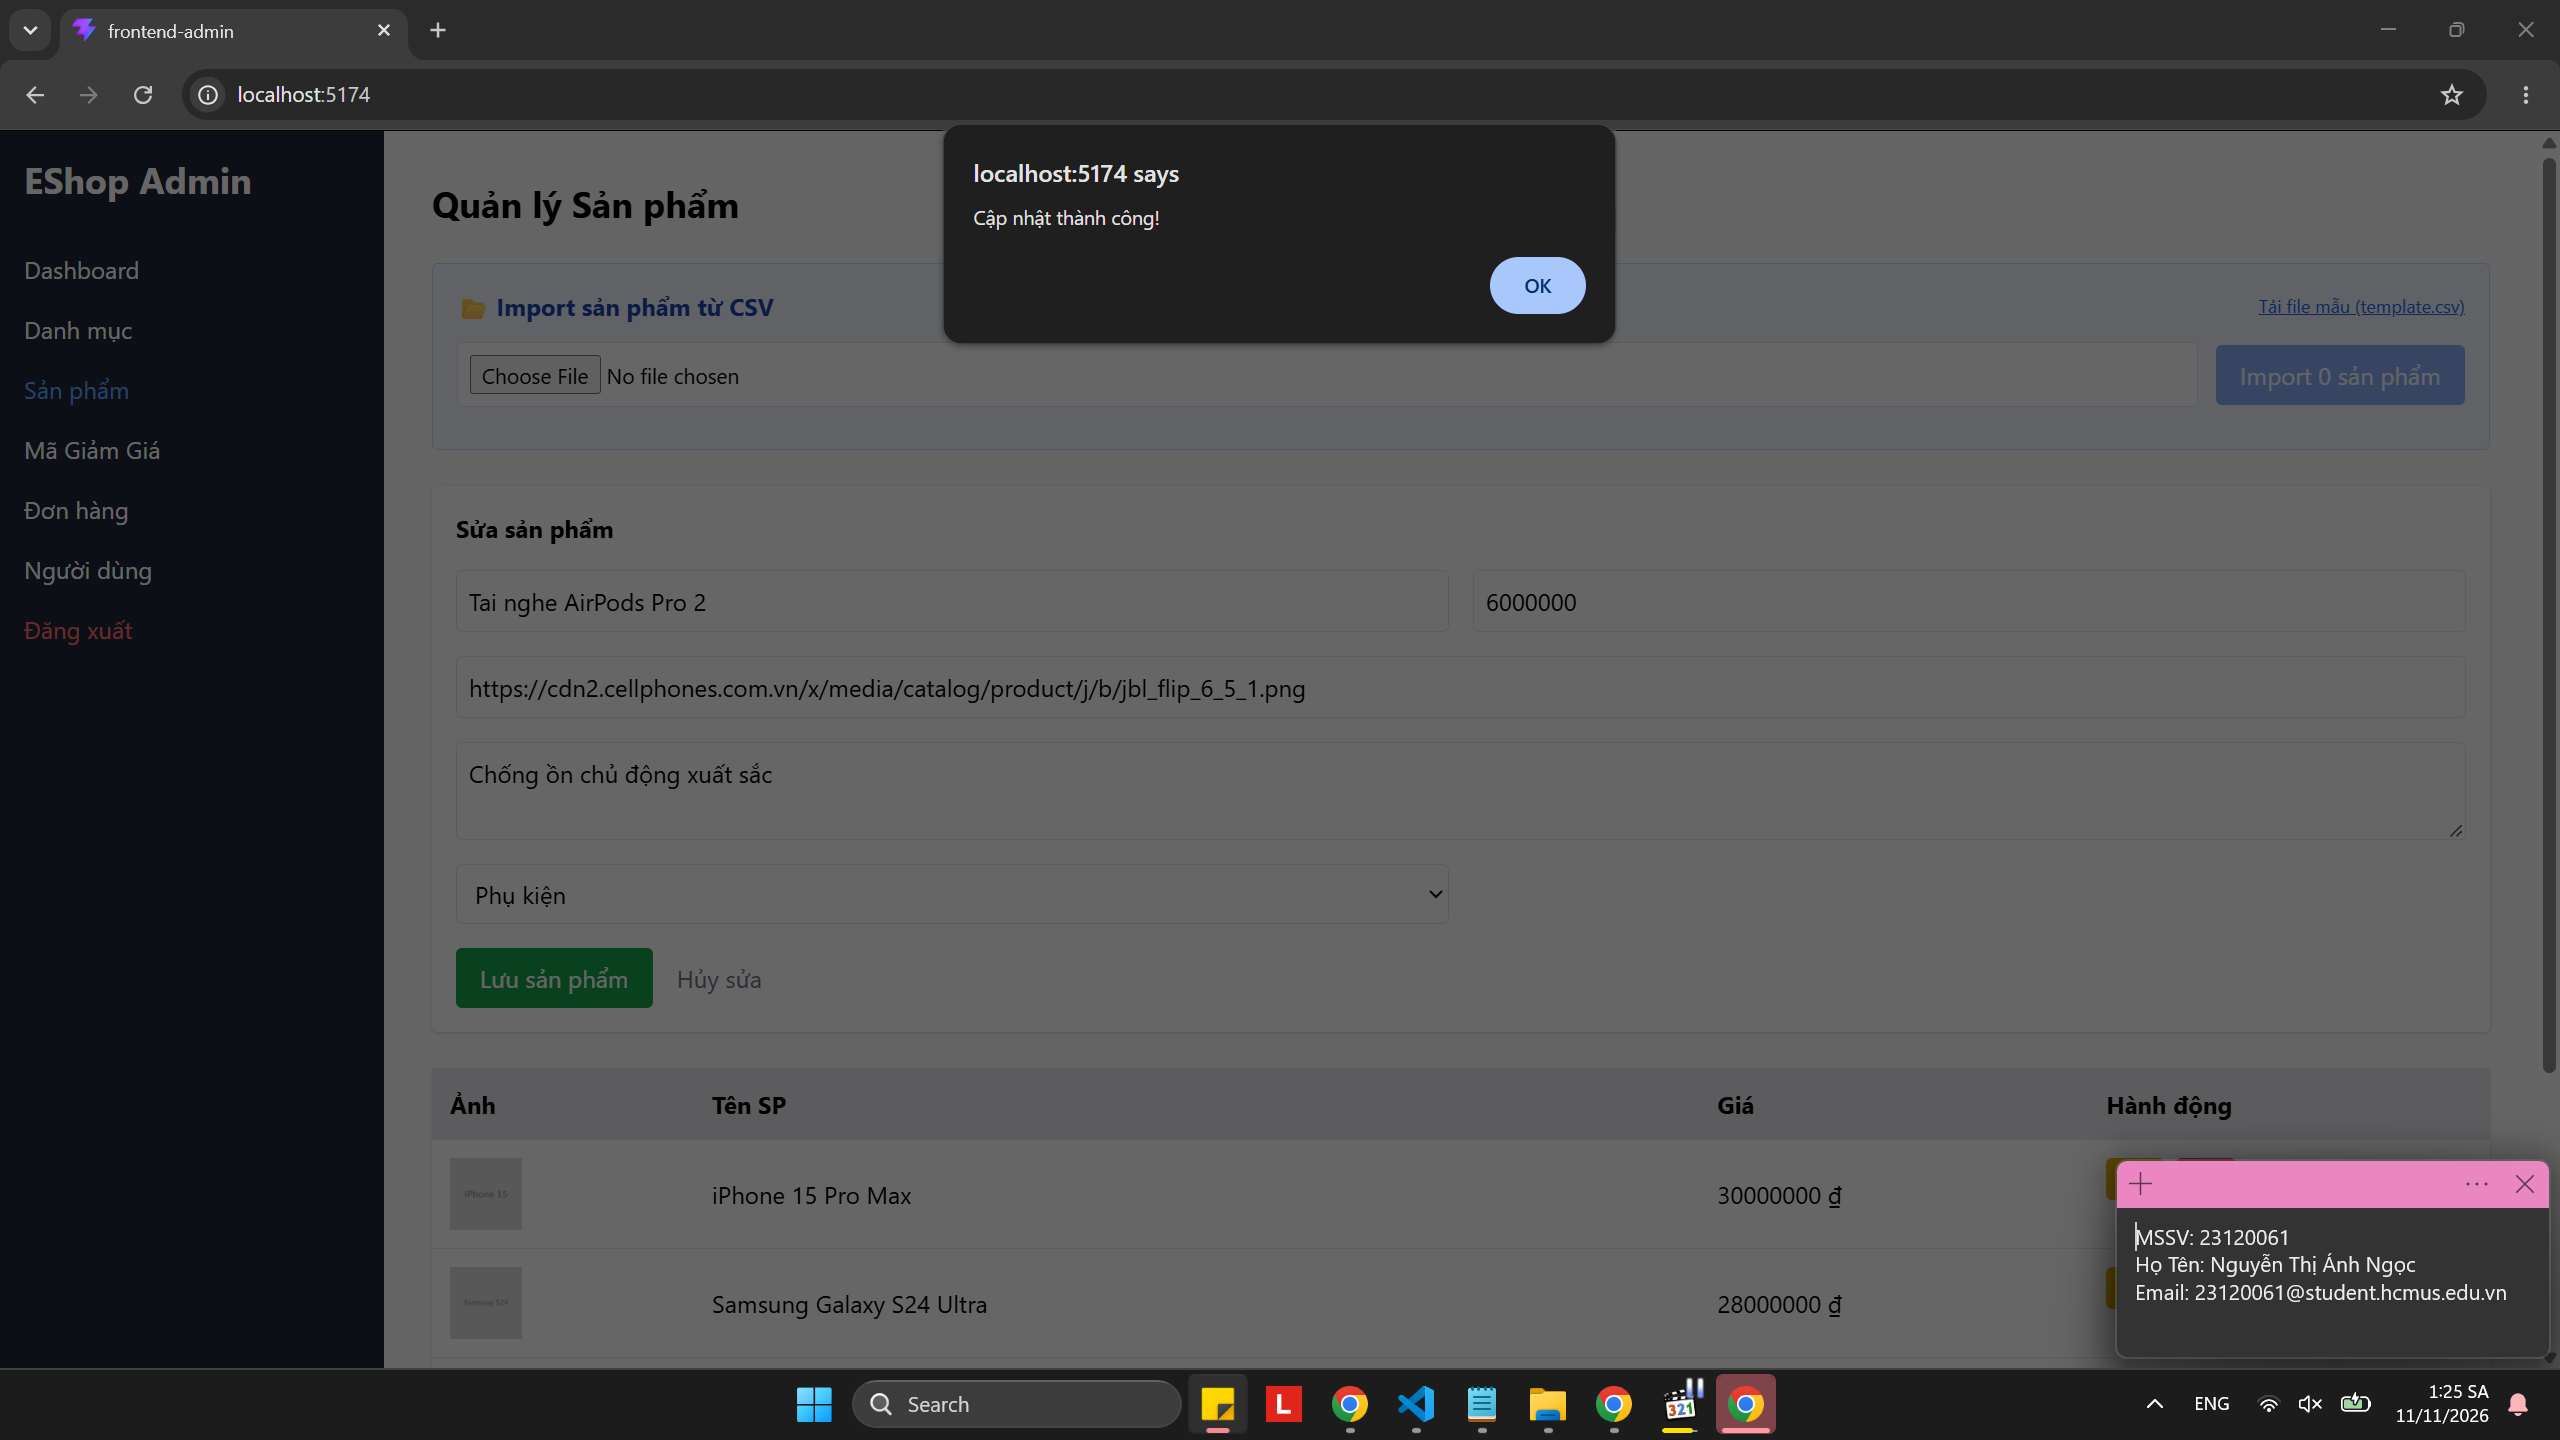 frontend-admin
localhost:5174
EShop Admin
Dashboard
Danh mục
Sản phẩm
Mã Giảm Giá
Đơn hàng
Người dùng
Đăng xuất
localhost:5174 says
Cập nhật thành công!
OK
Quản lý Sản phẩm
Import sản phẩm từ CSV
Tải file mẫu (template.csv)
Choose File No file chosen
Import 0 sản phẩm
Sửa sản phẩm
Tai nghe AirPods Pro 2
6000000
https://cdn2.cellphones.com.vn/x/media/catalog/product/j/b/jbl_flip_6_5_1.png
Chống ồn chủ động xuất sắc
Phụ kiện
Lưu sản phẩm
Hủy sửa
Ảnh Tên SP Giá Hành động
iPhone 15
iPhone 15 Pro Max
30000000 ₫
Samsung S24
Samsung Galaxy S24 Ultra
28000000 ₫
MSSV: 23120061
Họ Tên: Nguyễn Thị Ánh Ngọc
Email: 23120061@student.hcmus.edu.vn
Search
L
321
ENG
1:25 SA
11/11/2026